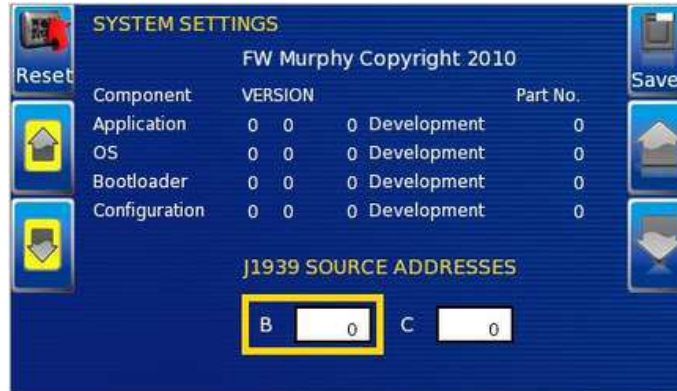 SYSTEM SETTINGS
FW Murphy Copyright 2010
Reset
Save
Component VERSION Part No.
Application 0 0 0 Development 0
OS 0 0 0 Development 0
Bootloader 0 0 0 Development 0
Configuration 0 0 0 Development 0
J1939 SOURCE ADDRESSES
B 0 C 0